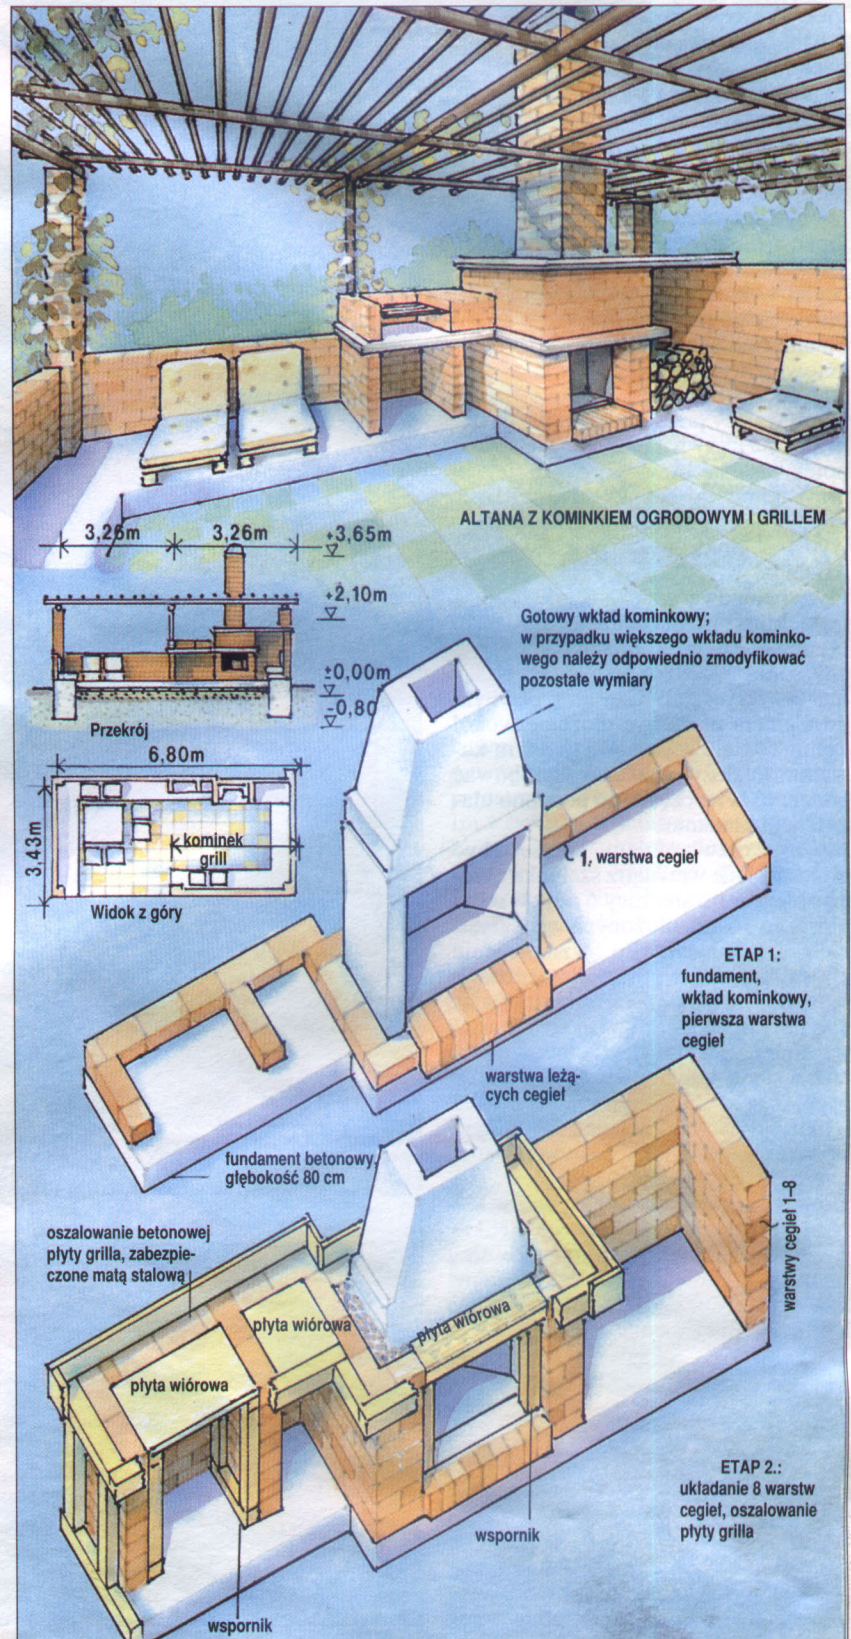 ALTANA Z KOMINKIEM OGRODOWYM I GRILLEM
3,26m
3,26m
+3,65m
+2,10m
±0,00m
-0,80
Przekrój
6,80m
3,43m
kominek
grill
Widok z góry
Gotowy wkład kominkowy;
w przypadku większego wkładu kominko-
wego należy odpowiednio zmodyfikować
pozostałe wymiary
1. warstwa cegieł
ETAP 1:
fundament,
wkład kominkowy,
pierwsza warstwa
cegieł
warstwa leżą-
cych cegieł
fundament betonowy,
głębokość 80 cm
oszalowanie betonowej
płyty grilla, zabezpie-
czone matą stalową
płyta wiórowa
płyta wiórowa
płyta wiórowa
warstwy cegieł 1–8
ETAP 2.:
układanie 8 warstw
cegieł, oszalowanie
płyty grilla
wspornik
wspornik